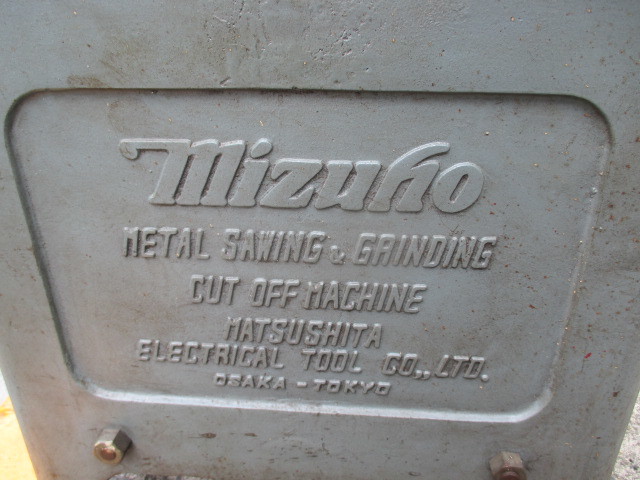 Mizuho
METAL SAWING & GRINDING
CUT OFF MACHINE
MATSUSHITA
ELECTRICAL TOOL CO.,LTD.
OSAKA - TOKYO